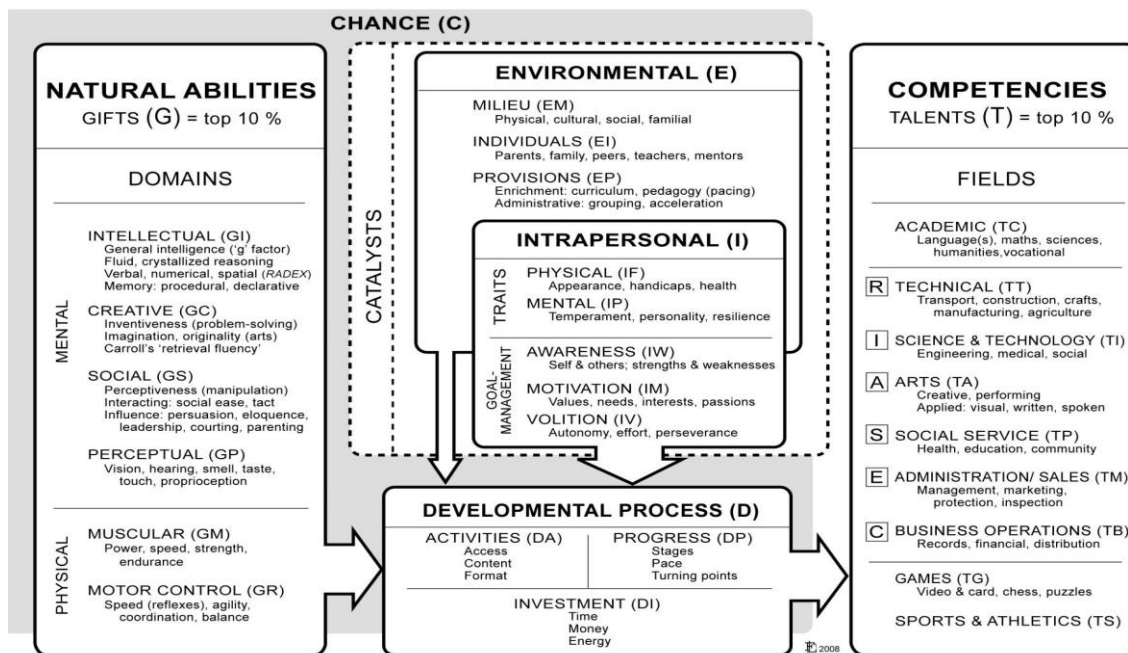 CHANCE (C)
NATURAL ABILITIES
GIFTS (G) = top 10 %
DOMAINS
MENTAL
INTELLECTUAL (GI)
General intelligence (‘g’ factor)
Fluid, crystallized reasoning
Verbal, numerical, spatial (RADEX)
Memory: procedural, declarative
CREATIVE (GC)
Inventiveness (problem-solving)
Imagination, originality (arts)
Carroll’s ‘retrieval fluency’
SOCIAL (GS)
Perceptiveness (manipulation)
Interacting: social ease, tact
Influence: persuasion, eloquence,
leadership, courting, parenting
PERCEPTUAL (GP)
Vision, hearing, smell, taste,
touch, proprioception
PHYSICAL
MUSCULAR (GM)
Power, speed, strength,
endurance
MOTOR CONTROL (GR)
Speed (reflexes), agility,
coordination, balance
CATALYSTS
ENVIRONMENTAL (E)
MILIEU (EM)
Physical, cultural, social, familial
INDIVIDUALS (EI)
Parents, family, peers, teachers, mentors
PROVISIONS (EP)
Enrichment: curriculum, pedagogy (pacing)
Administrative: grouping, acceleration
INTRAPERSONAL (I)
TRAITS
PHYSICAL (IF)
Appearance, handicaps, health
MENTAL (IP)
Temperament, personality, resilience
GOAL-
MANAGEMENT
AWARENESS (IW)
Self & others; strengths & weaknesses
MOTIVATION (IM)
Values, needs, interests, passions
VOLITION (IV)
Autonomy, effort, perseverance
DEVELOPMENTAL PROCESS (D)
ACTIVITIES (DA)
Access
Content
Format
PROGRESS (DP)
Stages
Pace
Turning points
INVESTMENT (DI)
Time
Money
Energy
2008
COMPETENCIES
TALENTS (T) = top 10 %
FIELDS
ACADEMIC (TC)
Language(s), maths, sciences,
humanities,vocational
R TECHNICAL (TT)
Transport, construction, crafts,
manufacturing, agriculture
I SCIENCE & TECHNOLOGY (TI)
Engineering, medical, social
A ARTS (TA)
Creative, performing
Applied: visual, written, spoken
S SOCIAL SERVICE (TP)
Health, education, community
E ADMINISTRATION/ SALES (TM)
Management, marketing,
protection, inspection
C BUSINESS OPERATIONS (TB)
Records, financial, distribution
GAMES (TG)
Video & card, chess, puzzles
SPORTS & ATHLETICS (TS)